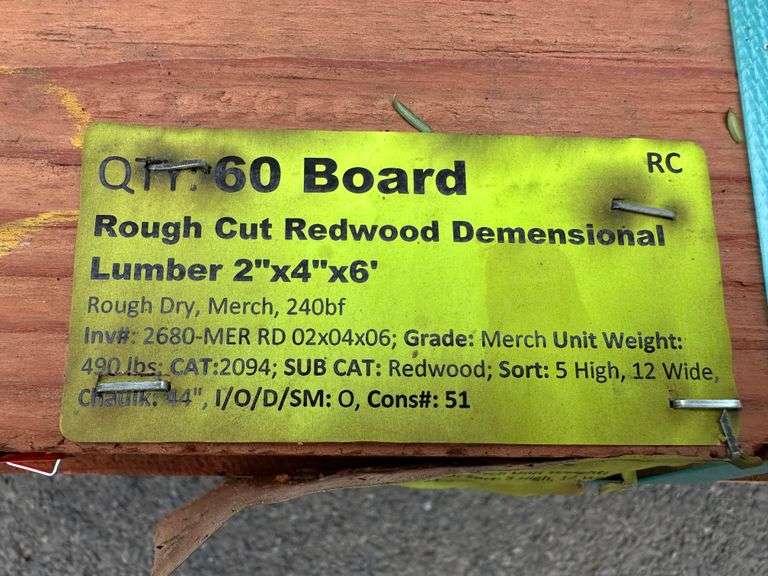 RC
QTY: 60 Board
Rough Cut Redwood Demensional
Lumber 2"x4"x6'
Rough Dry, Merch, 240bf
Inv#: 2680-MER RD 02x04x06; Grade: Merch Unit Weight:
490 lbs; CAT:2094; SUB CAT: Redwood; Sort: 5 High, 12 Wide,
Chaulk: 44", I/O/D/SM: O, Cons#: 51